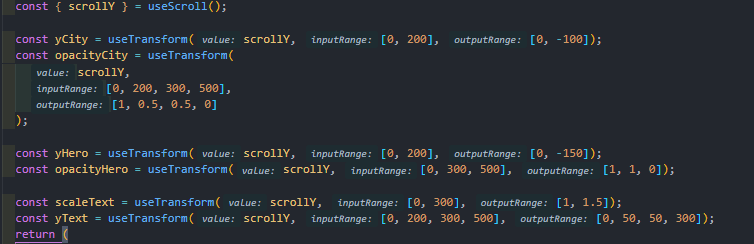 const { scrollY } = useScroll();
const yCity = useTransform( value: scrollY, inputRange: [0, 200], outputRange: [0, -100]);
const opacityCity = useTransform(
value: scrollY,
inputRange: [0, 200, 300, 500],
outputRange: [1, 0.5, 0.5, 0]
);
const yHero = useTransform( value: scrollY, inputRange: [0, 200], outputRange: [0, -150]);
const opacityHero = useTransform( value: scrollY, inputRange: [0, 300, 500], outputRange: [1, 1, 0]);
const scaleText = useTransform( value: scrollY, inputRange: [0, 300], outputRange: [1, 1.5]);
const yText = useTransform( value: scrollY, inputRange: [0, 200, 300, 500], outputRange: [0, 50, 50, 300]);
return (